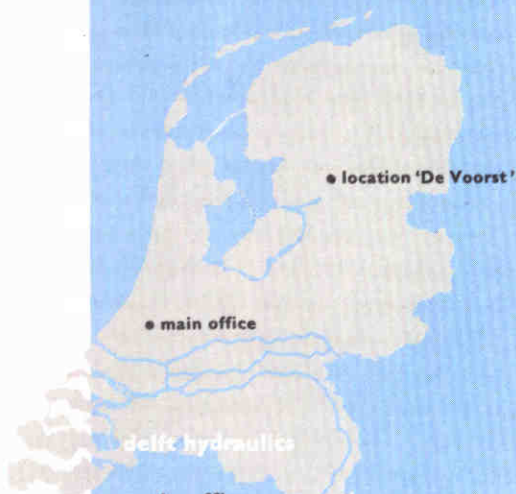 • location 'De Voorst'
• main office
delft hydraulics